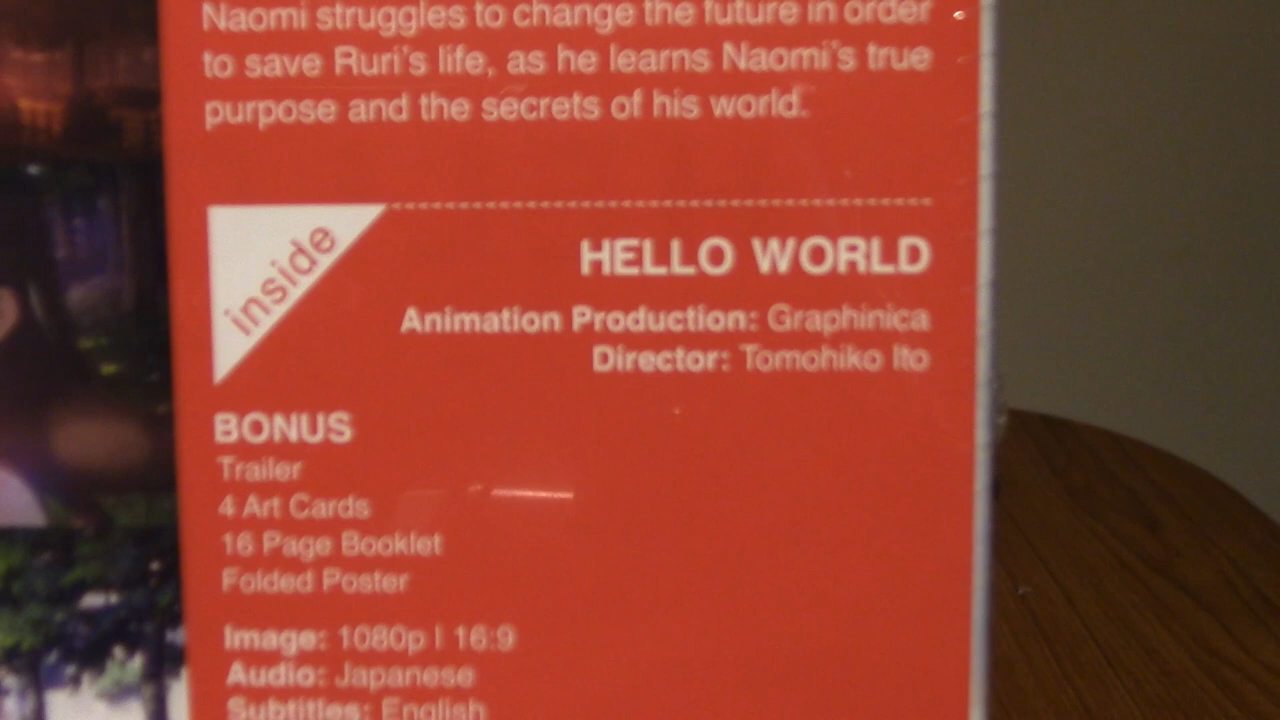 Naomi struggles to change the future in order
to save Ruri's life, as he learns Naomi's true
purpose and the secrets of his world.
inside
HELLO WORLD
Animation Production: Graphinica
Director: Tomohiko Ito
BONUS
Trailer
4 Art Cards
16 Page Booklet
Folded Poster
Image: 1080p | 16:9
Audio: Japanese
Subtitles: English